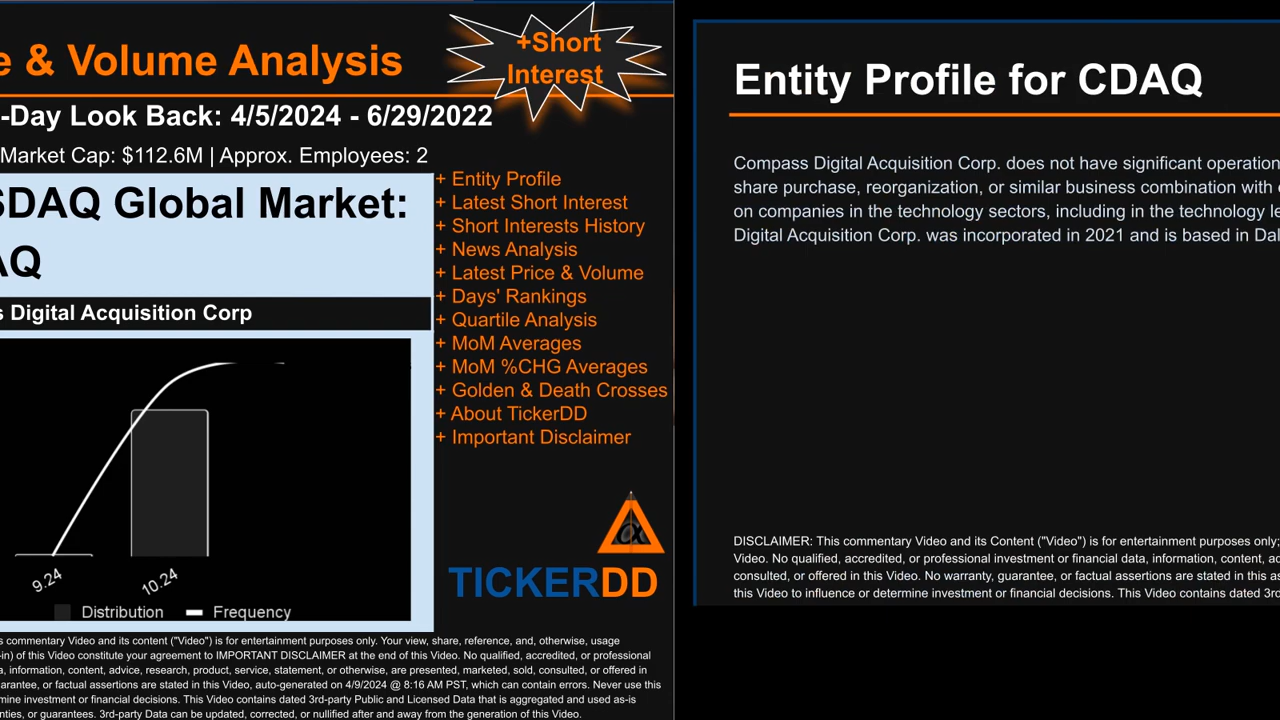 e & Volume Analysis
+Short
Interest
-Day Look Back: 4/5/2024 - 6/29/2022
Market Cap: $112.6M | Approx. Employees: 2
SDAQ Global Market:
AQ
s Digital Acquisition Corp
9.24
10.24
Distribution
Frequency
+ Entity Profile
+ Latest Short Interest
+ Short Interests History
+ News Analysis
+ Latest Price & Volume
+ Days' Rankings
+ Quartile Analysis
+ MoM Averages
+ MoM %CHG Averages
+ Golden & Death Crosses
+ About TickerDD
+ Important Disclaimer
TICKERDD
s commentary Video and its content ("Video") is for entertainment purposes only. Your view, share, reference, and, otherwise, usage
-in) of this Video constitute your agreement to IMPORTANT DISCLAIMER at the end of this Video. No qualified, accredited, or professional
a, information, content, advice, research, product, service, statement, or otherwise, are presented, marketed, sold, consulted, or offered in
arantee, or factual assertions are stated in this Video, auto-generated on 4/9/2024 @ 8:16 AM PST, which can contain errors. Never use this
mine investment or financial decisions. This Video contains dated 3rd-party Public and Licensed Data that is aggregated and used as-is
nties, or guarantees. 3rd-party Data can be updated, corrected, or nullified after and away from the generation of this Video.
Entity Profile for CDAQ
Compass Digital Acquisition Corp. does not have significant operation
share purchase, reorganization, or similar business combination with
on companies in the technology sectors, including in the technology le
Digital Acquisition Corp. was incorporated in 2021 and is based in Dal
DISCLAIMER: This commentary Video and its Content ("Video") is for entertainment purposes only;
Video. No qualified, accredited, or professional investment or financial data, information, content, ad
consulted, or offered in this Video. No warranty, guarantee, or factual assertions are stated in this as
this Video to influence or determine investment or financial decisions. This Video contains dated 3rd